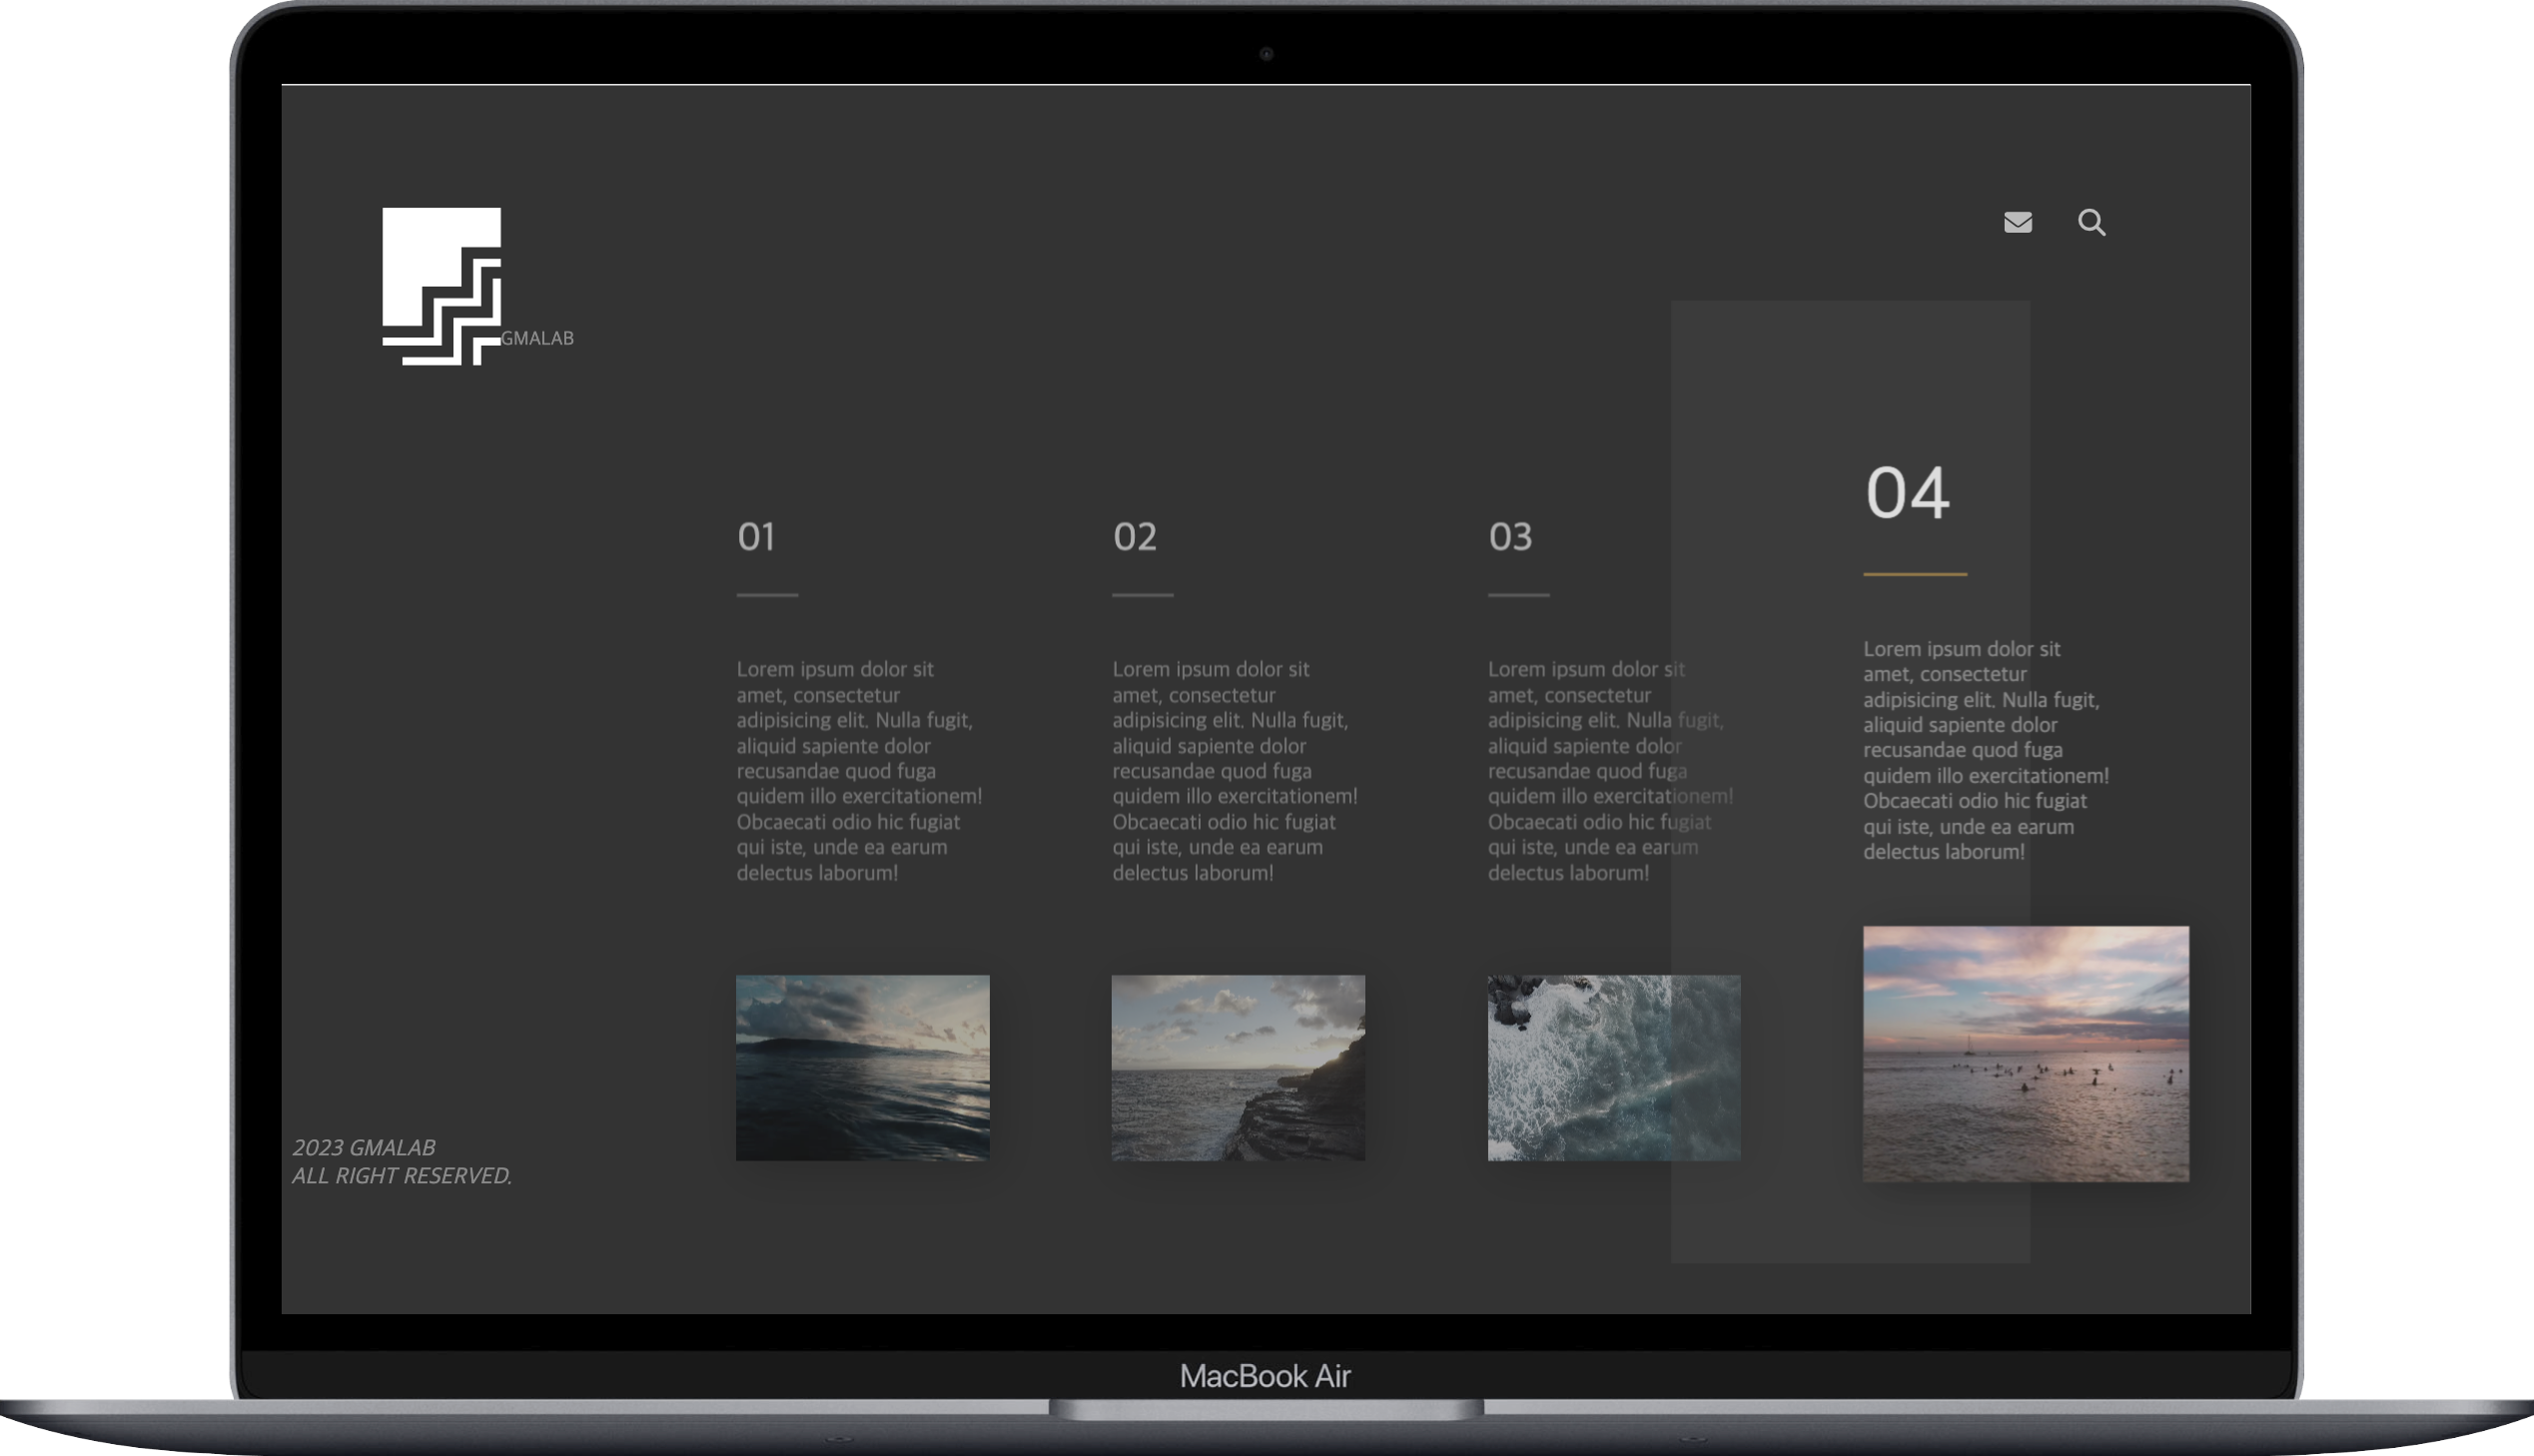 GMALAB
01
Lorem ipsum dolor sit
amet, consectetur
adipisicing elit. Nulla fugit,
aliquid sapiente dolor
recusandae quod fuga
quidem illo exercitationem!
Obcaecati odio hic fugiat
qui iste, unde ea earum
delectus laborum!
02
Lorem ipsum dolor sit
amet, consectetur
adipisicing elit. Nulla fugit,
aliquid sapiente dolor
recusandae quod fuga
quidem illo exercitationem!
Obcaecati odio hic fugiat
qui iste, unde ea earum
delectus laborum!
03
Lorem ipsum dolor sit
amet, consectetur
adipisicing elit. Nulla fugit,
aliquid sapiente dolor
recusandae quod fuga
quidem illo exercitationem!
Obcaecati odio hic fugiat
qui iste, unde ea earum
delectus laborum!
04
Lorem ipsum dolor sit
amet, consectetur
adipisicing elit. Nulla fugit,
aliquid sapiente dolor
recusandae quod fuga
quidem illo exercitationem!
Obcaecati odio hic fugiat
qui iste, unde ea earum
delectus laborum!
2023 GMALAB
ALL RIGHT RESERVED.
MacBook Air